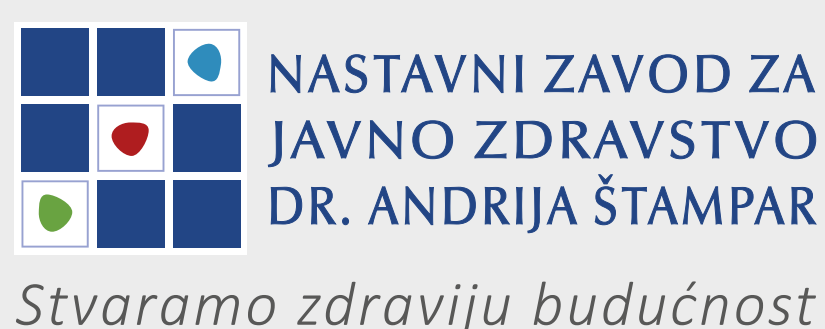 NASTAVNI ZAVOD ZA
JAVNO ZDRAVSTVO
DR. ANDRIJA ŠTAMPAR
Stvaramo zdraviju budućnost